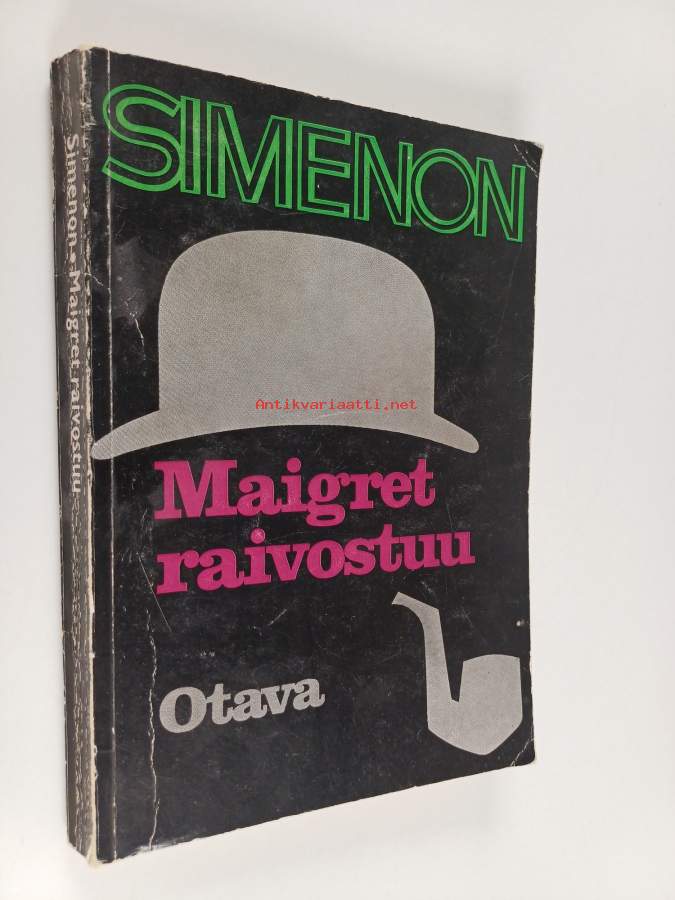 SIMENON
Maigret
raivostuu
Otava
Simenon • Maigret raivostuu
Antikvariaatti.net